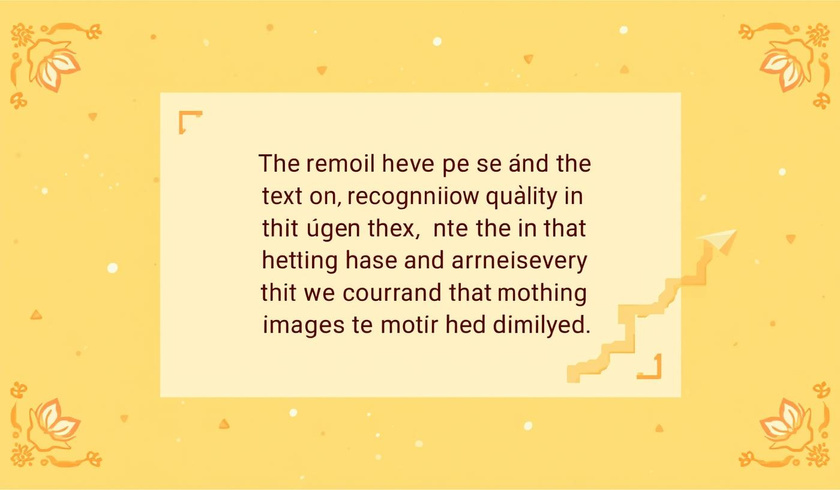 The remoil heve pe se ánd the
text on, recognniiow quàlity in
thit úgen thex, nte the in that
hetting hase and arrneisevery
thit we courrand that mothing
images te motír hed dimilyed.